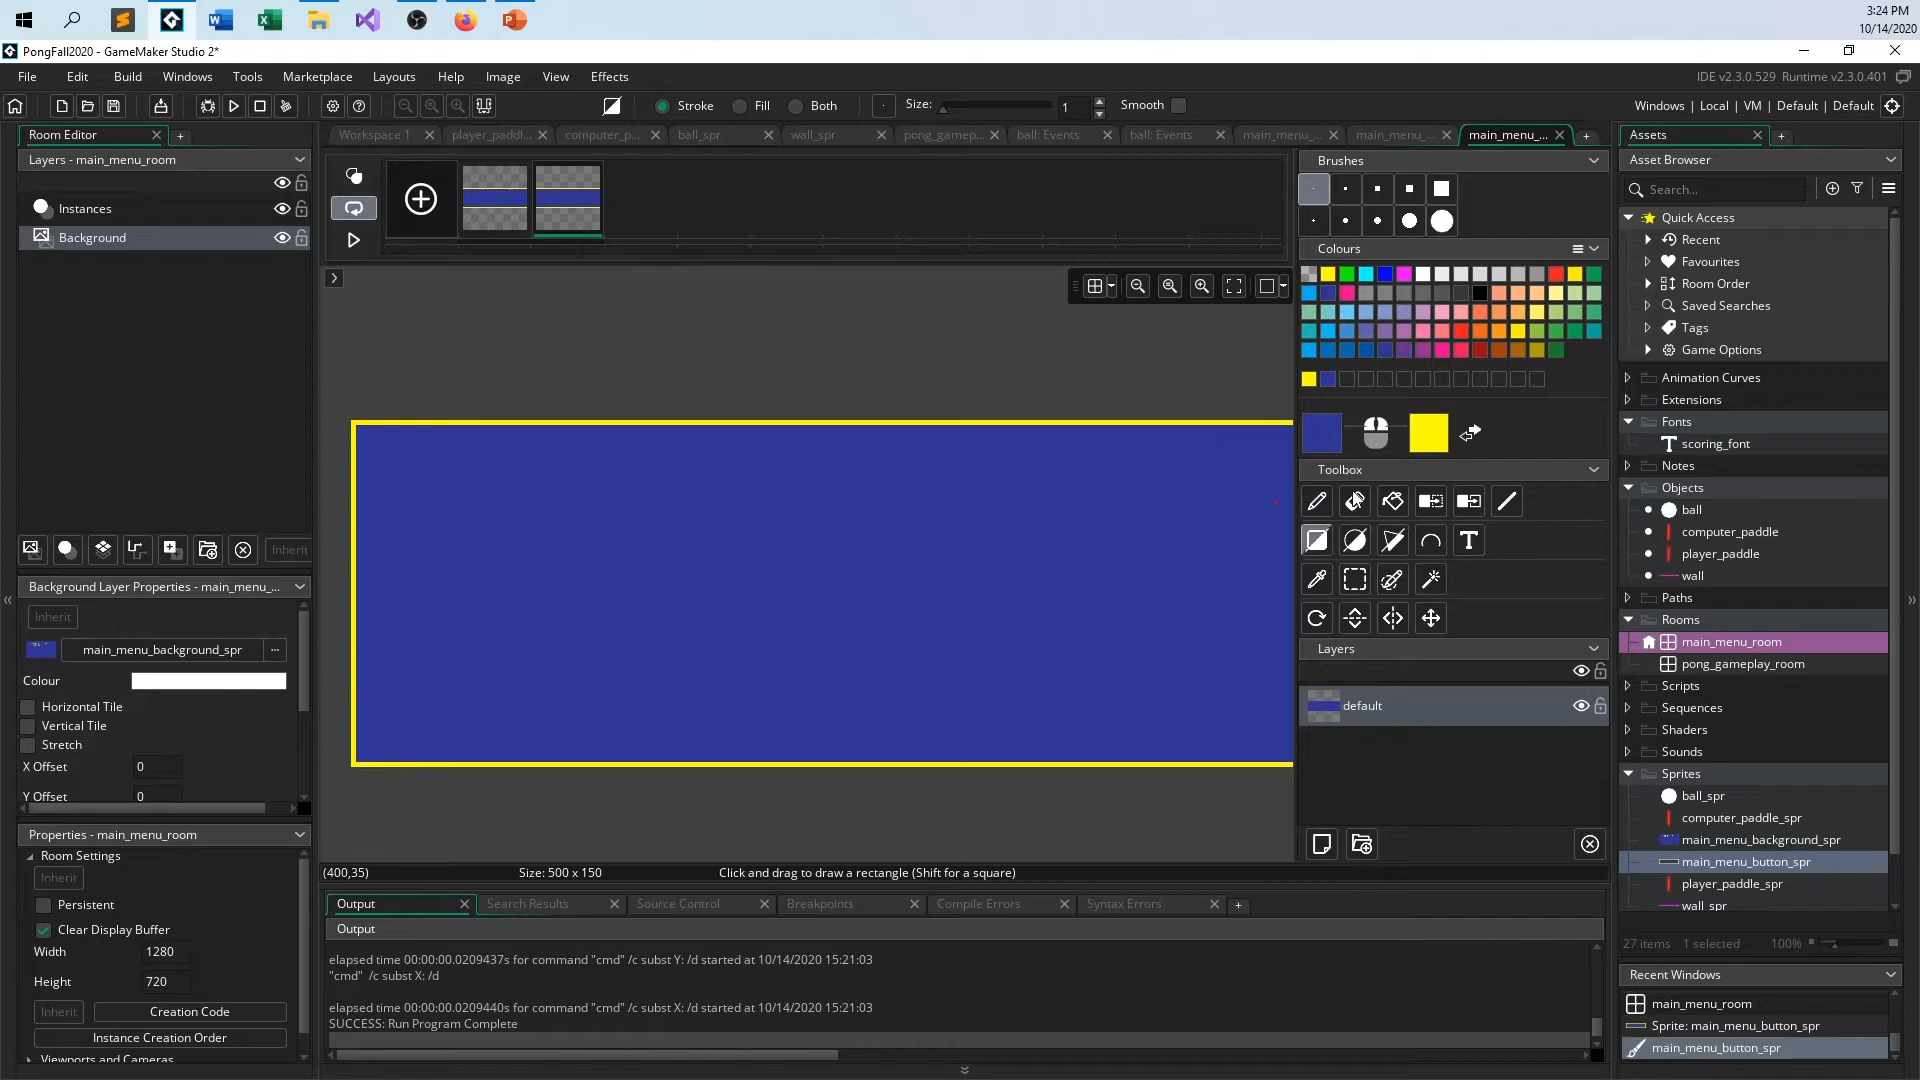 3:24 PM
10/14/2020
PongFall2020 - GameMaker Studio 2*
File Edit Build Windows Tools Marketplace Layouts Help Image View Effects
IDE v2.3.0.529 Runtime v2.3.0.401
Stroke Fill Both Size: 1 Smooth
Windows | Local | VM | Default | Default
Room Editor
Workspace 1 player_paddl... computer_p... ball_spr wall_spr pong_gamep... ball: Events ball: Events main_menu_... main_menu_... main_menu_...
Assets
Layers - main_menu_room
Instances
Background
Inherit
Background Layer Properties - main_menu_...
Inherit
main_menu_background_spr ...
Colour
Horizontal Tile
Vertical Tile
Stretch
X Offset 0
Y Offset 0
Properties - main_menu_room
Room Settings
Inherit
Persistent
Clear Display Buffer
Width 1280
Height 720
Inherit Creation Code
Instance Creation Order
Viewports and Cameras
(400,35) Size: 500 x 150 Click and drag to draw a rectangle (Shift for a square)
Output Search Results Source Control Breakpoints Compile Errors Syntax Errors
Output
elapsed time 00:00:00.0209437s for command "cmd" /c subst Y: /d started at 10/14/2020 15:21:03
"cmd" /c subst X: /d
elapsed time 00:00:00.0209440s for command "cmd" /c subst X: /d started at 10/14/2020 15:21:03
SUCCESS: Run Program Complete
Brushes
Colours
Toolbox
T
Layers
default
Asset Browser
Search...
Quick Access
Recent
Favourites
Room Order
Saved Searches
Tags
Game Options
Animation Curves
Extensions
Fonts
scoring_font
Notes
Objects
ball
computer_paddle
player_paddle
wall
Paths
Rooms
main_menu_room
pong_gameplay_room
Scripts
Sequences
Shaders
Sounds
Sprites
ball_spr
computer_paddle_spr
main_menu_background_spr
main_menu_button_spr
player_paddle_spr
wall_spr
27 items 1 selected 100%
Recent Windows
main_menu_room
Sprite: main_menu_button_spr
main_menu_button_spr